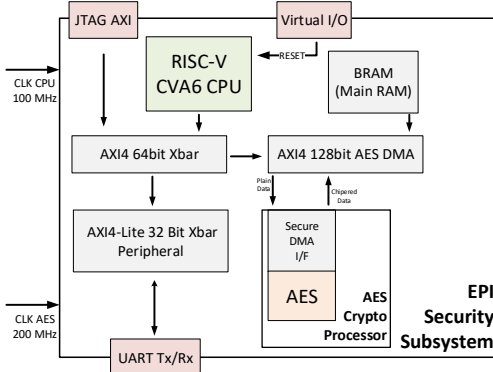 JTAG AXI
Virtual I/O
RESET
RISC-V
CVA6 CPU
BRAM
(Main RAM)
CLK CPU
100 MHz
AXI4 64bit Xbar
AXI4 128bit AES DMA
Plain
Data
Chipered
Data
AXI4-Lite 32 Bit Xbar
Peripheral
Secure
DMA
I/F
AES
AES
Crypto
Processor
EPI
Security
Subsystem
CLK AES
200 MHz
UART Tx/Rx